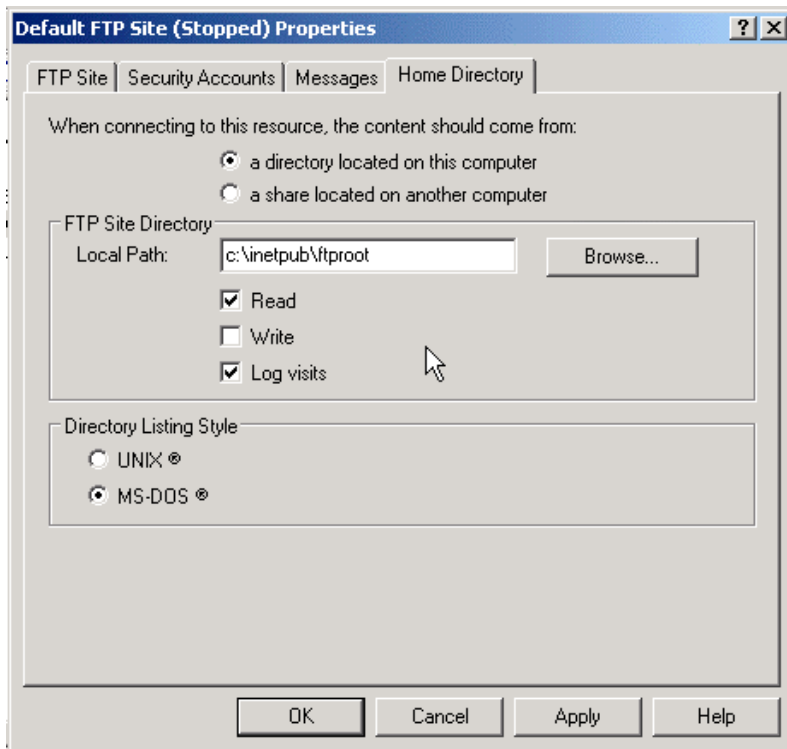 Default FTP Site (Stopped) Properties
FTP Site Security Accounts Messages Home Directory
When connecting to this resource, the content should come from:
a directory located on this computer
a share located on another computer
FTP Site Directory
Local Path: c:\inetpub\ftproot Browse...
Read
Write
Log visits
Directory Listing Style
UNIX ®
MS-DOS ®
OK Cancel Apply Help